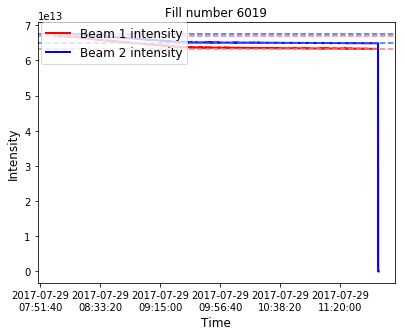 Fill number 6019
1e13
Beam 1 intensity
Beam 2 intensity
7
6
5
4
3
2
1
0
Intensity
2017-07-29 2017-07-29 2017-07-29 2017-07-29 2017-07-29 2017-07-29
07:51:40 08:33:20 09:15:00 09:56:40 10:38:20 11:20:00
Time